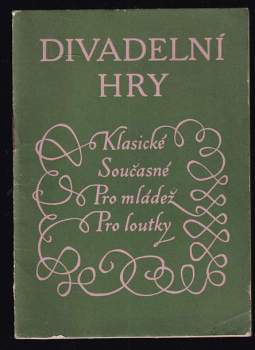 DIVADELNÍ
HRY
Klasické
Současné
Pro mládež
Pro loutky